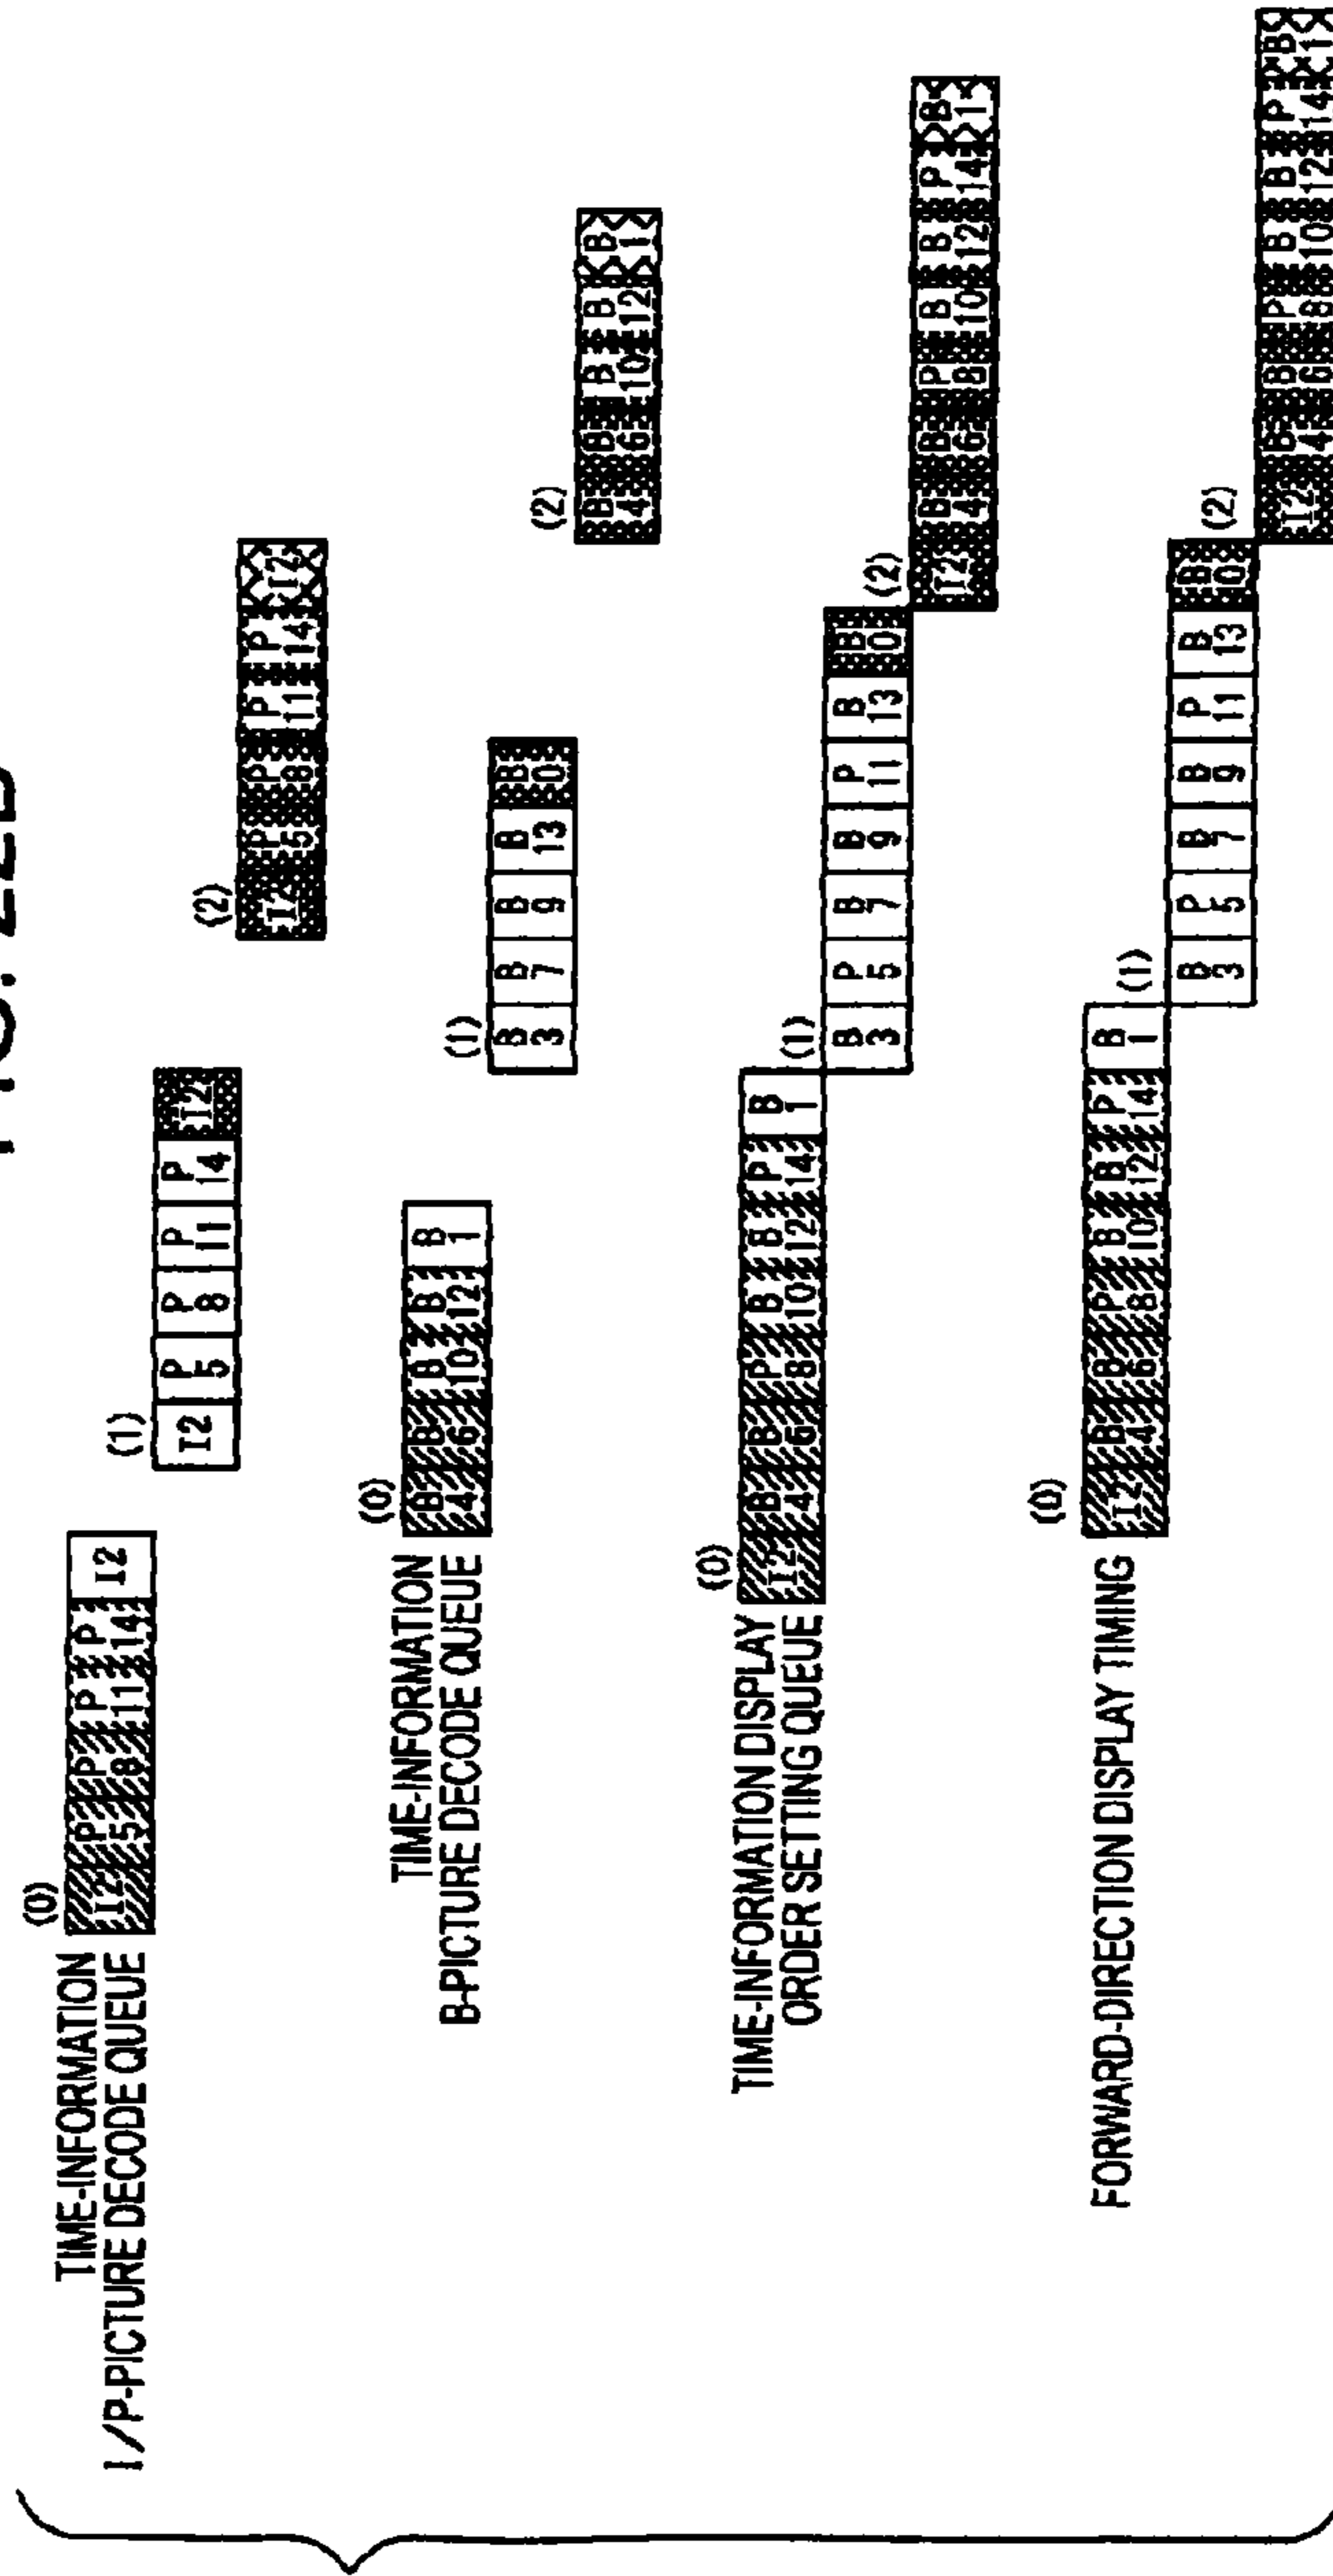 FIG.
TIME-INFORMATION
I/P-PICTURE DECODE QUEUE
(0)
I2 P5 P8 P11 P14 I2
(1)
I2 P5 P8 P11 P14 I2
(2)
I2 P5 P8 P11 P14 I2
TIME-INFORMATION
B-PICTURE DECODE QUEUE
(0)
B4 B6 B10 B12 B1
(1)
B3 B7 B9 B13 B0
(2)
B4 B6 B10 B12 B1
TIME-INFORMATION DISPLAY
ORDER SETTING QUEUE
(0)
I2 B4 B6 P8 B10 B12 P14 B1
(1)
B3 P5 B7 B9 P11 B13 B0
(2)
I2 B4 B6 P8 B10 B12 P14 B1
FORWARD-DIRECTION DISPLAY TIMING
(0)
I2 B4 B6 P8 B10 B12 P14 B1
(1)
B3 P5 B7 B9 P11 B13 B0
(2)
I2 B4 B6 P8 B10 B12 P14 B1